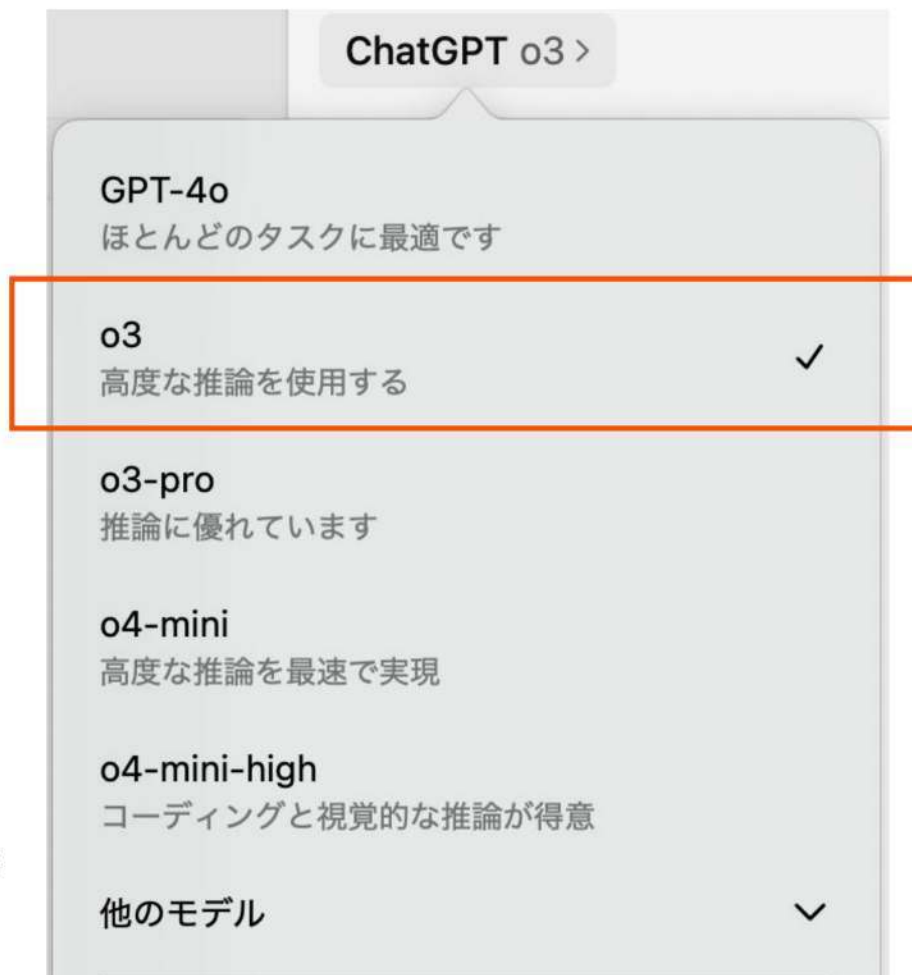 ChatGPT o3 >
GPT-4o
ほとんどのタスクに最適です
o3
高度な推論を使用する
o3-pro
推論に優れています
o4-mini
高度な推論を最速で実現
o4-mini-high
コーディングと視覚的な推論が得意
他のモデル